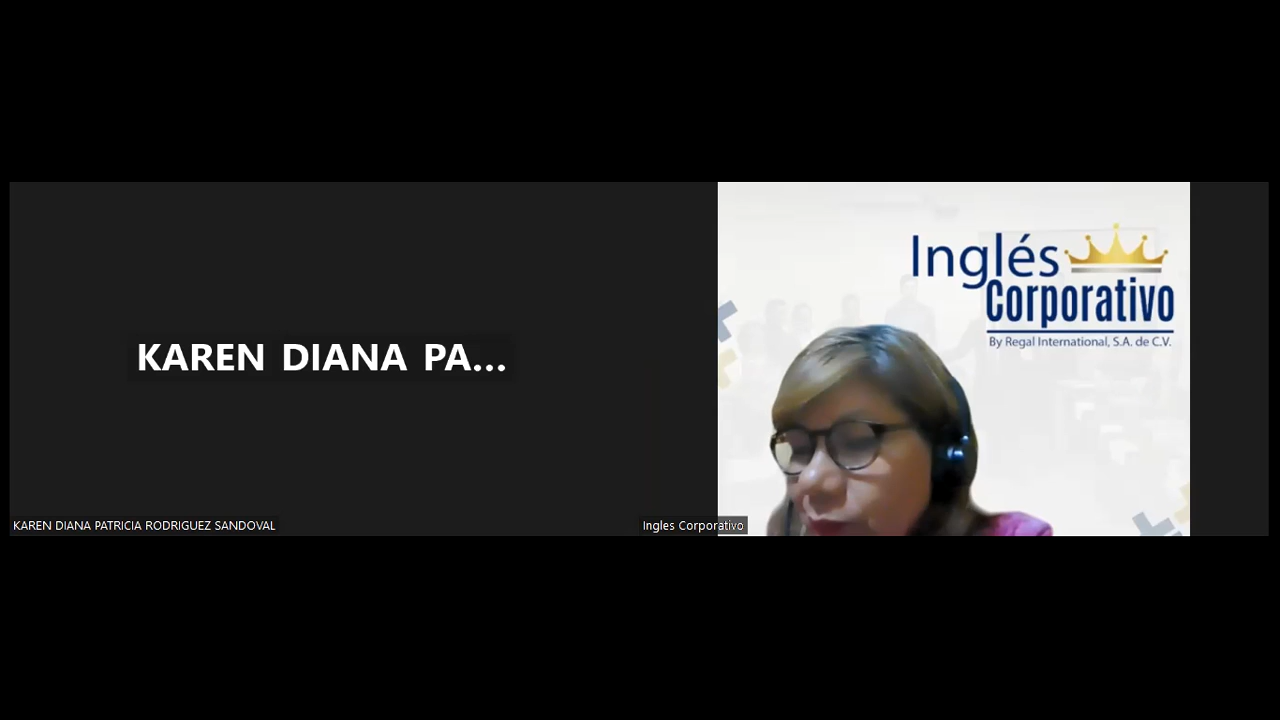 KAREN DIANA PA...
KAREN DIANA PATRICIA RODRIGUEZ SANDOVAL
Inglés
Corporativo
By Regal International, S.A. de C.V.
Ingles Corporativo